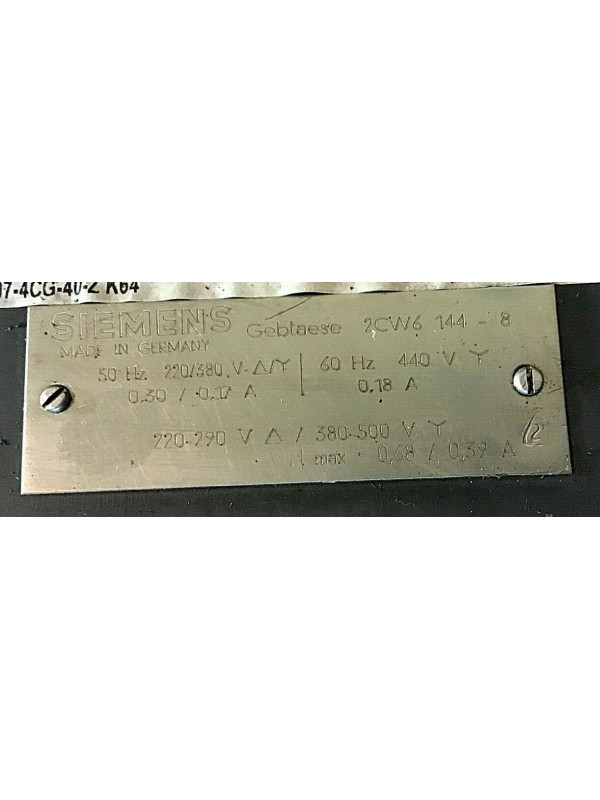 07-4CG-40-2 K64
SIEMENS Geblaese 2CW6 144 - 8
MADE IN GERMANY
50 Hz 220/380 V-Δ/Y | 60 Hz 440 V Y
0,30 / 0,17 A 0,18 A
220-290 V Δ / 380-500 V Y
max 0,68 / 0,39 A